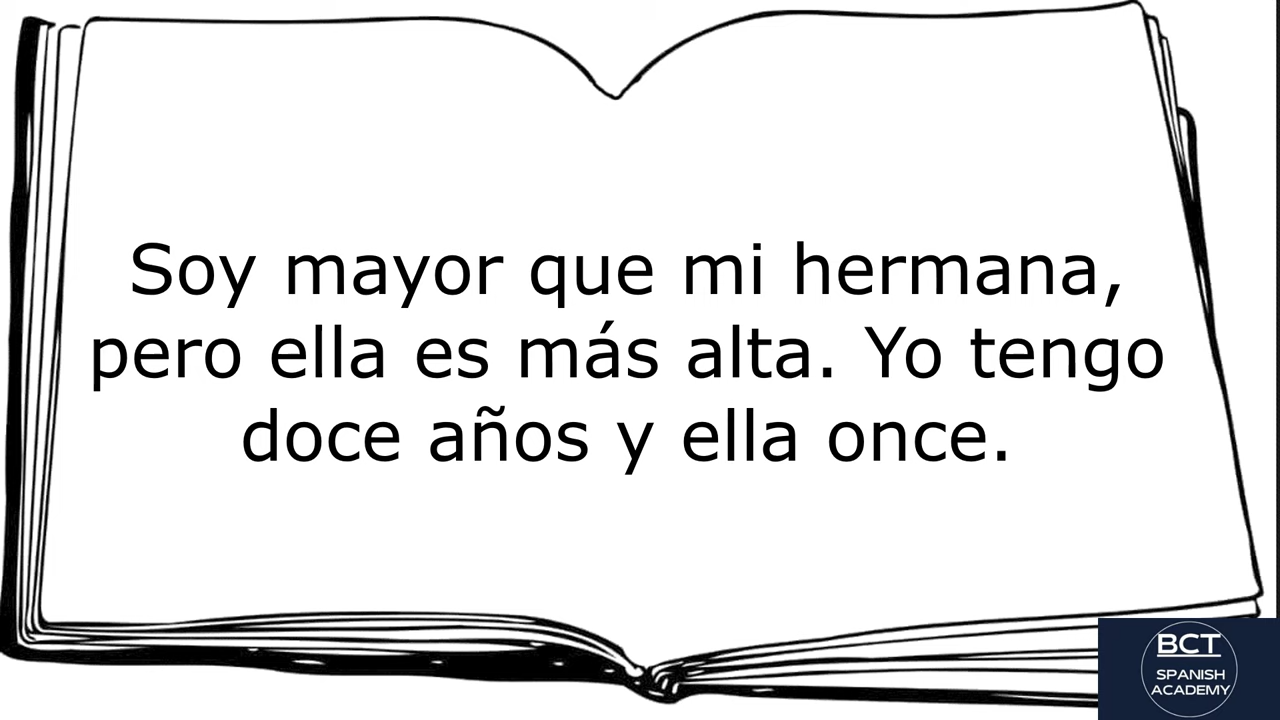 Soy mayor que mi hermana,
pero ella es más alta. Yo tengo
doce años y ella once.
BCT
SPANISH
ACADEMY